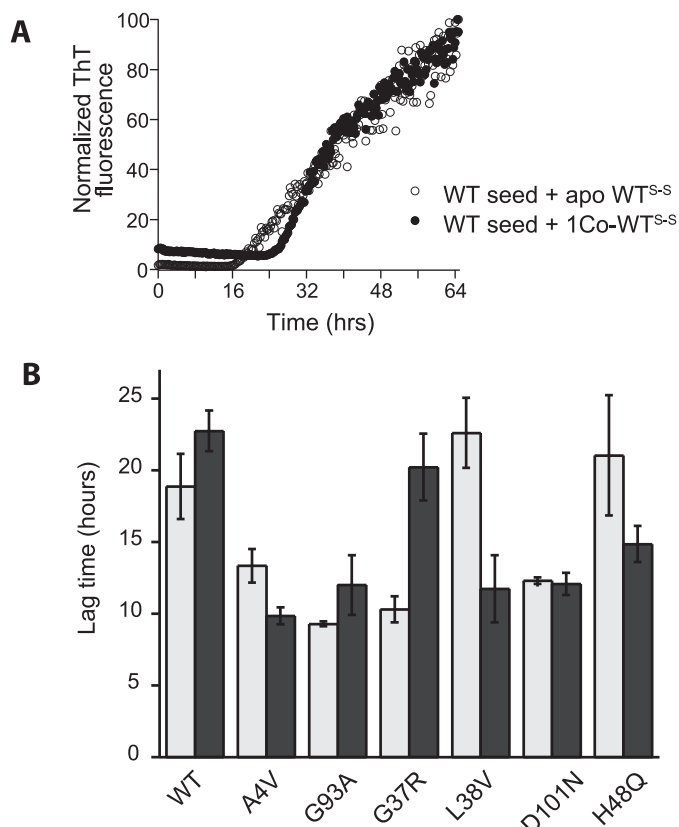 A
Normalized ThT
fluorescence
100
80
60
40
20
0
0
16
32
48
64
Time (hrs)
WT seed + apo WTS-S
WT seed + 1Co-WTS-S
B
Lag time (hours)
25
20
15
10
5
0
WT
A4V
G93A
G37R
L38V
D101N
H48Q